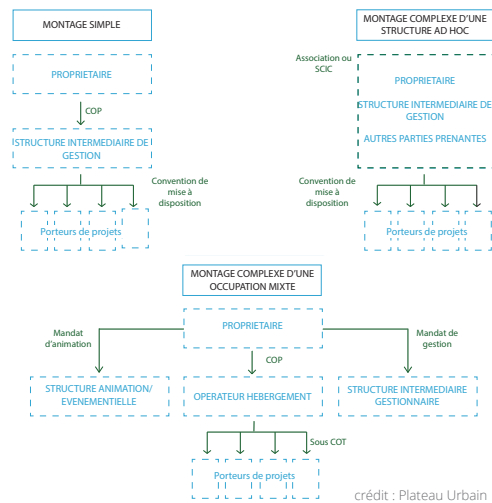 MONTAGE SIMPLE
PROPRIETAIRE
COP
STRUCTURE INTERMEDIAIRE DE
GESTION
Convention de
mise à
disposition
Porteurs de projets
MONTAGE COMPLEXE D'UNE
STRUCTURE AD HOC
Association ou
SCIC
PROPRIETAIRE
STRUCTURE INTERMEDIAIRE DE
GESTION
AUTRES PARTIES PRENANTES
Convention de
mise à
disposition
Porteurs de projets
MONTAGE COMPLEXE D'UNE
OCCUPATION MIXTE
PROPRIETAIRE
Mandat
d'animation
COP
Mandat de
gestion
STRUCTURE ANIMATION/
EVENEMENTIELLE
OPERATEUR HEBERGEMENT
STRUCTURE INTERMEDIAIRE
GESTIONNAIRE
Sous COT
Porteurs de projets
crédit : Plateau Urbain